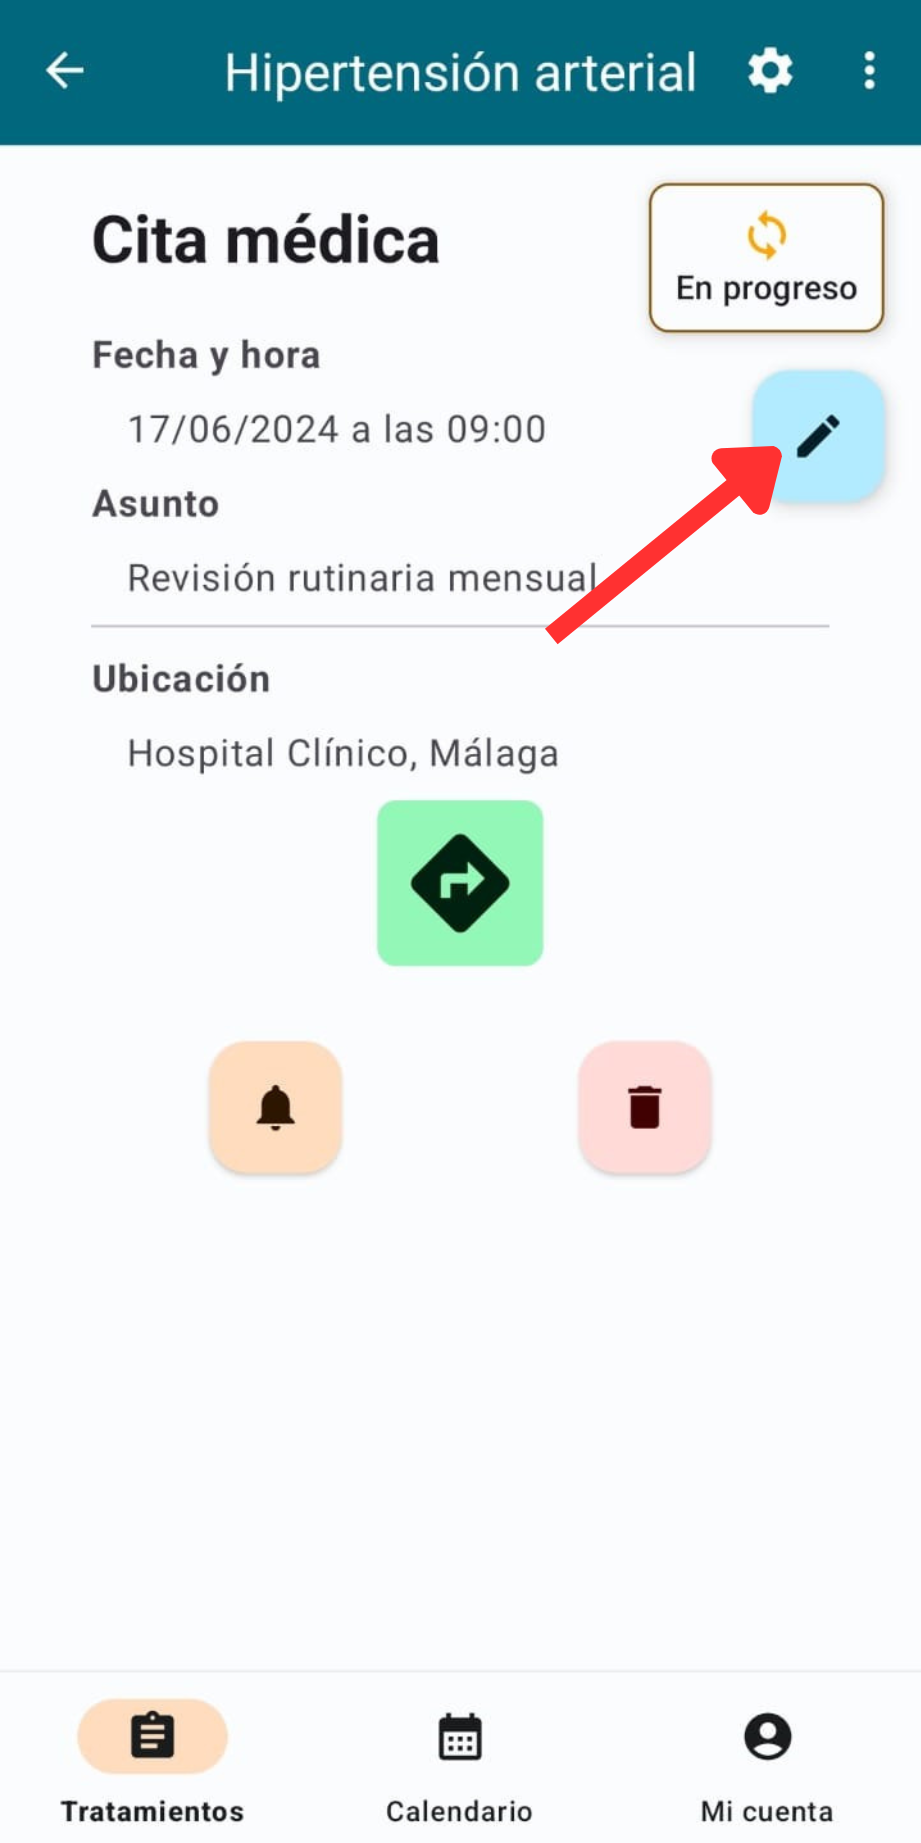 Hipertensión arterial
Cita médica
En progreso
Fecha y hora
17/06/2024 a las 09:00
Asunto
Revisión rutinaria mensual
Ubicación
Hospital Clínico, Málaga
Tratamientos
Calendario
Mi cuenta